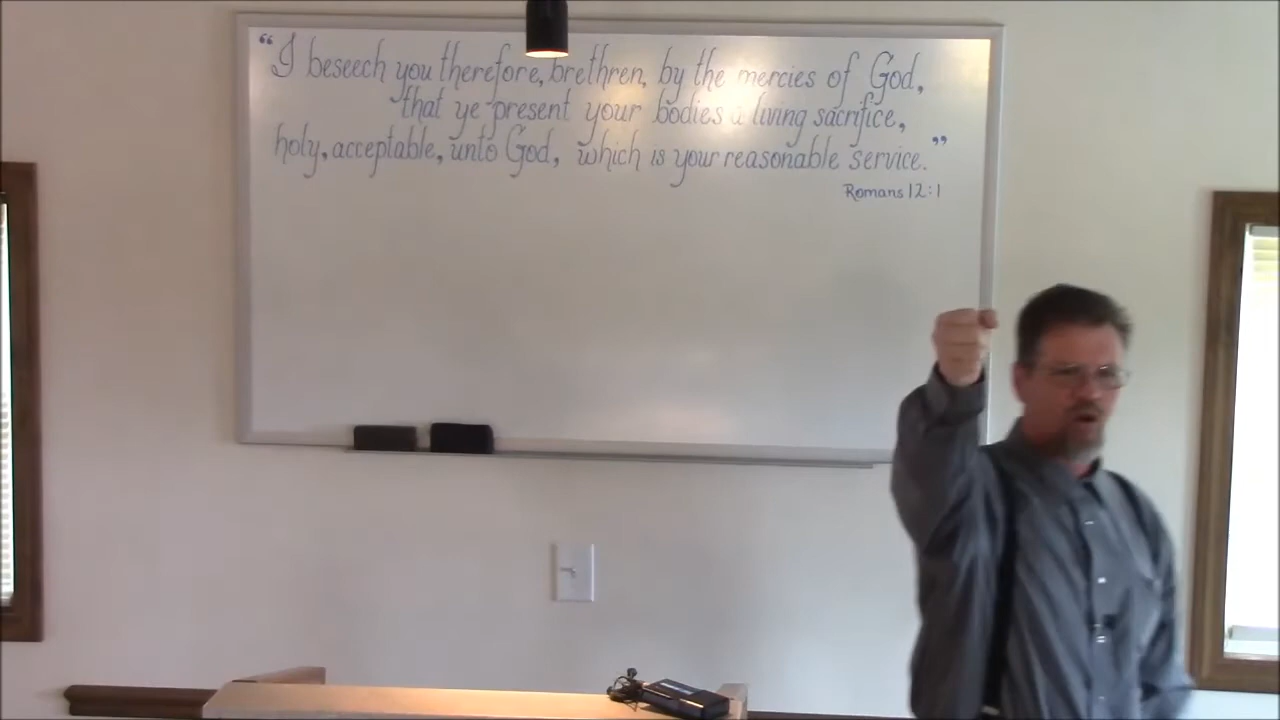 “I beseech you therefore, brethren, by the mercies of God,
that ye present your bodies a living sacrifice,
holy, acceptable, unto God, which is your reasonable service.”
Romans 12:1